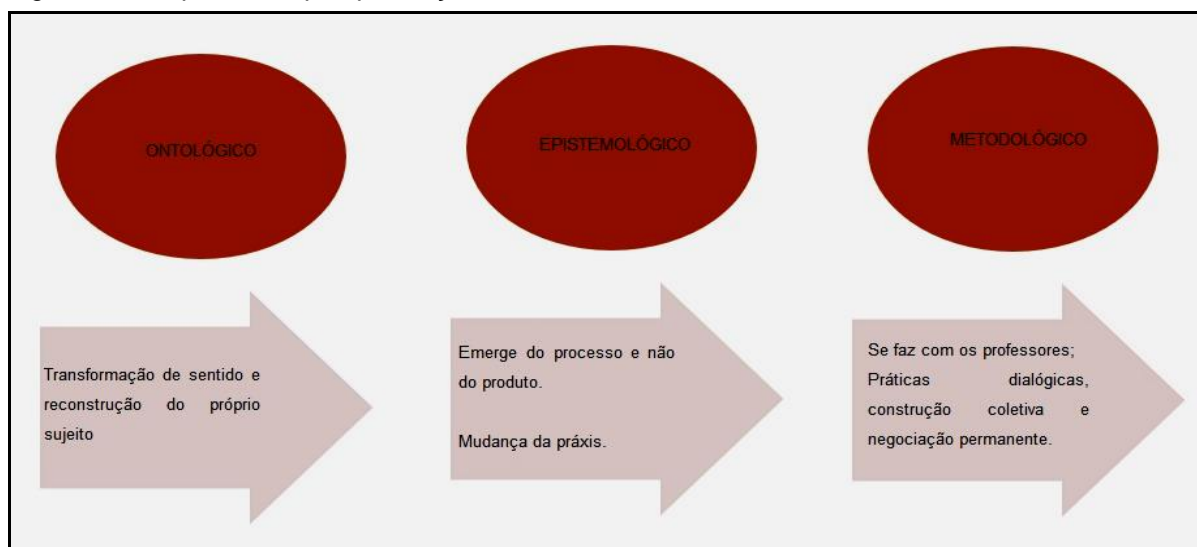 ONTOLÓGICO
EPISTEMOLÓGICO
METODOLÓGICO
Transformação de sentido e
reconstrução do próprio
sujeito
Emerge do processo e não
do produto.
Mudança da práxis.
Se faz com os professores;
Práticas dialógicas,
construção coletiva e
negociação permanente.